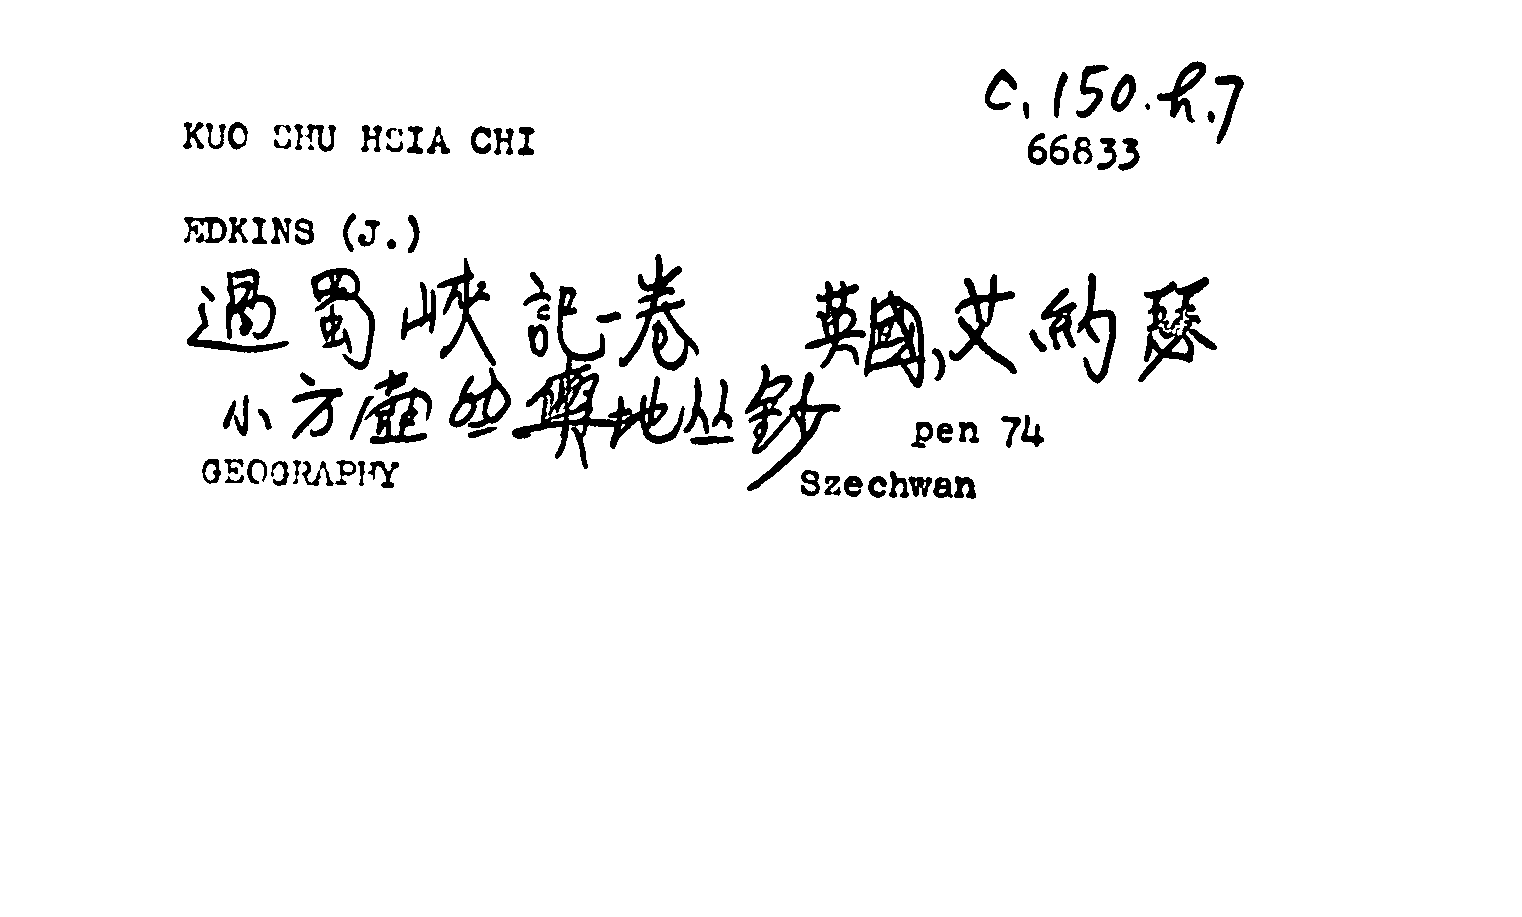 C.150.h.7
KUO SHU HSIA CHI
66833
EDKINS (J.)
過蜀峽記一卷 英國,艾約瑟
小方壺齋輿地丛鈔 pen 74
GEOGRAPHY Szechwan